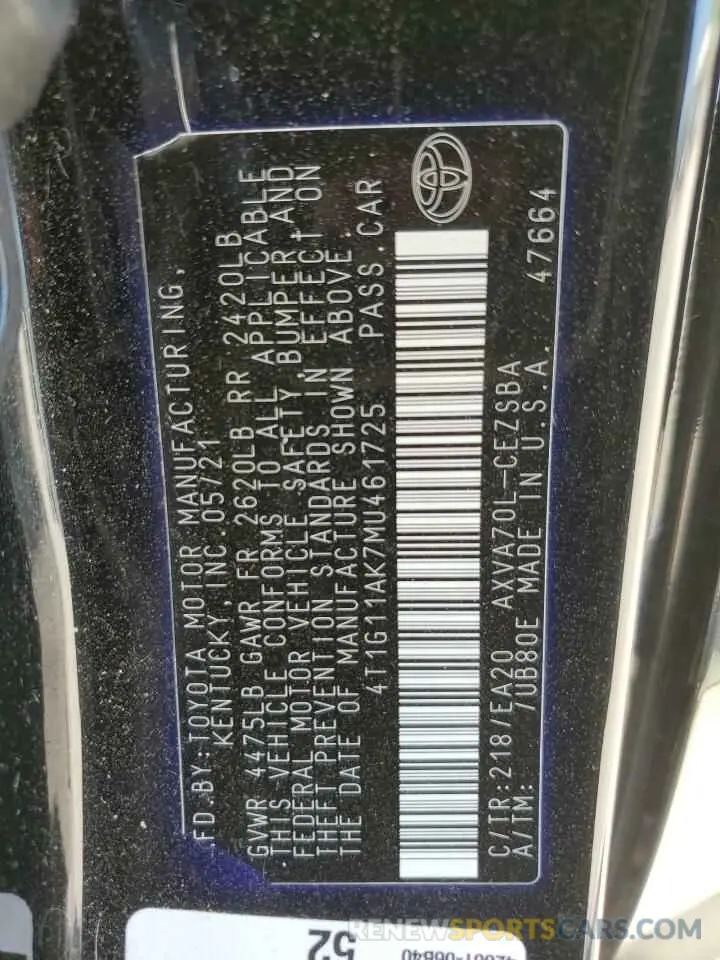 FD.BY:TOYOTA MOTOR MANUFACTURING,
KENTUCKY,INC.05/21
GVWR 4475LB GAWR FR 2620LB RR 2420LB
THIS VEHICLE CONFORMS TO ALL APPLICABLE
FEDERAL MOTOR VEHICLE SAFETY,BUMPER,AND
THEFT PREVENTION STANDARDS IN EFFECT ON
THE DATE OF MANUFACTURE SHOWN ABOVE.
4T1G11AK7MU461725 PASS.CAR
C/TR:218/EA20 AXVA70L-CEZSBA
A/TM: /UB80E MADE IN U.S.A. 47664
52
RENEWSPORTSCARS.COM